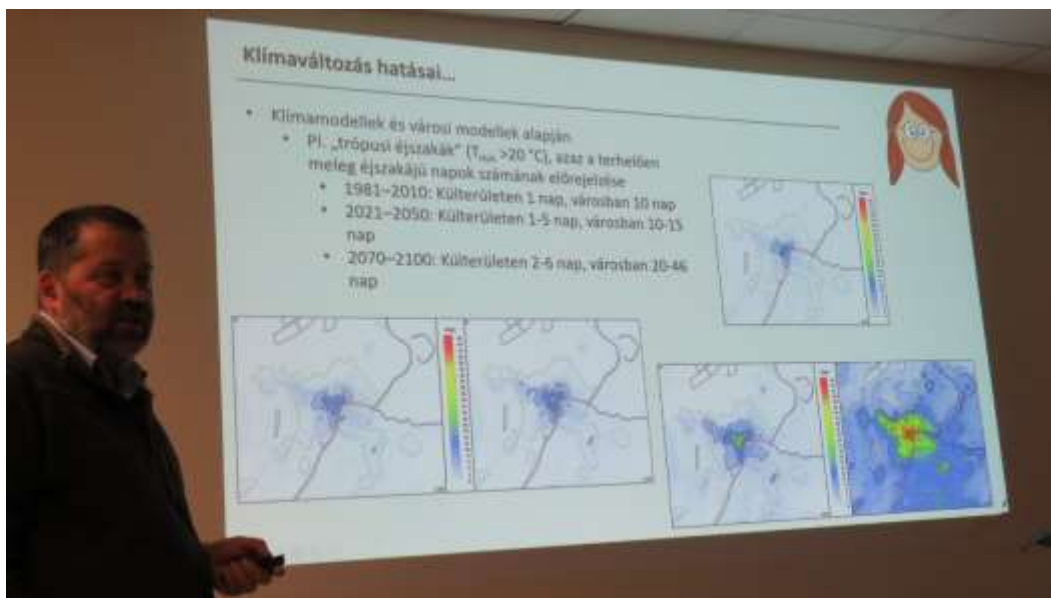 Klímaváltozás hatásai...
• Klímamodellek és városi modellek alapján
• Pl. „trópusi éjszakák” (T >20 °C), azaz a terhelően
meleg éjszakájú napok számának előrejelzése
• 1981–2010: Külterületen 1 nap, városban 10 nap
• 2021–2050: Külterületen 1-5 nap, városban 10-15
nap
• 2070–2100: Külterületen 2-6 nap, városban 20-46
nap